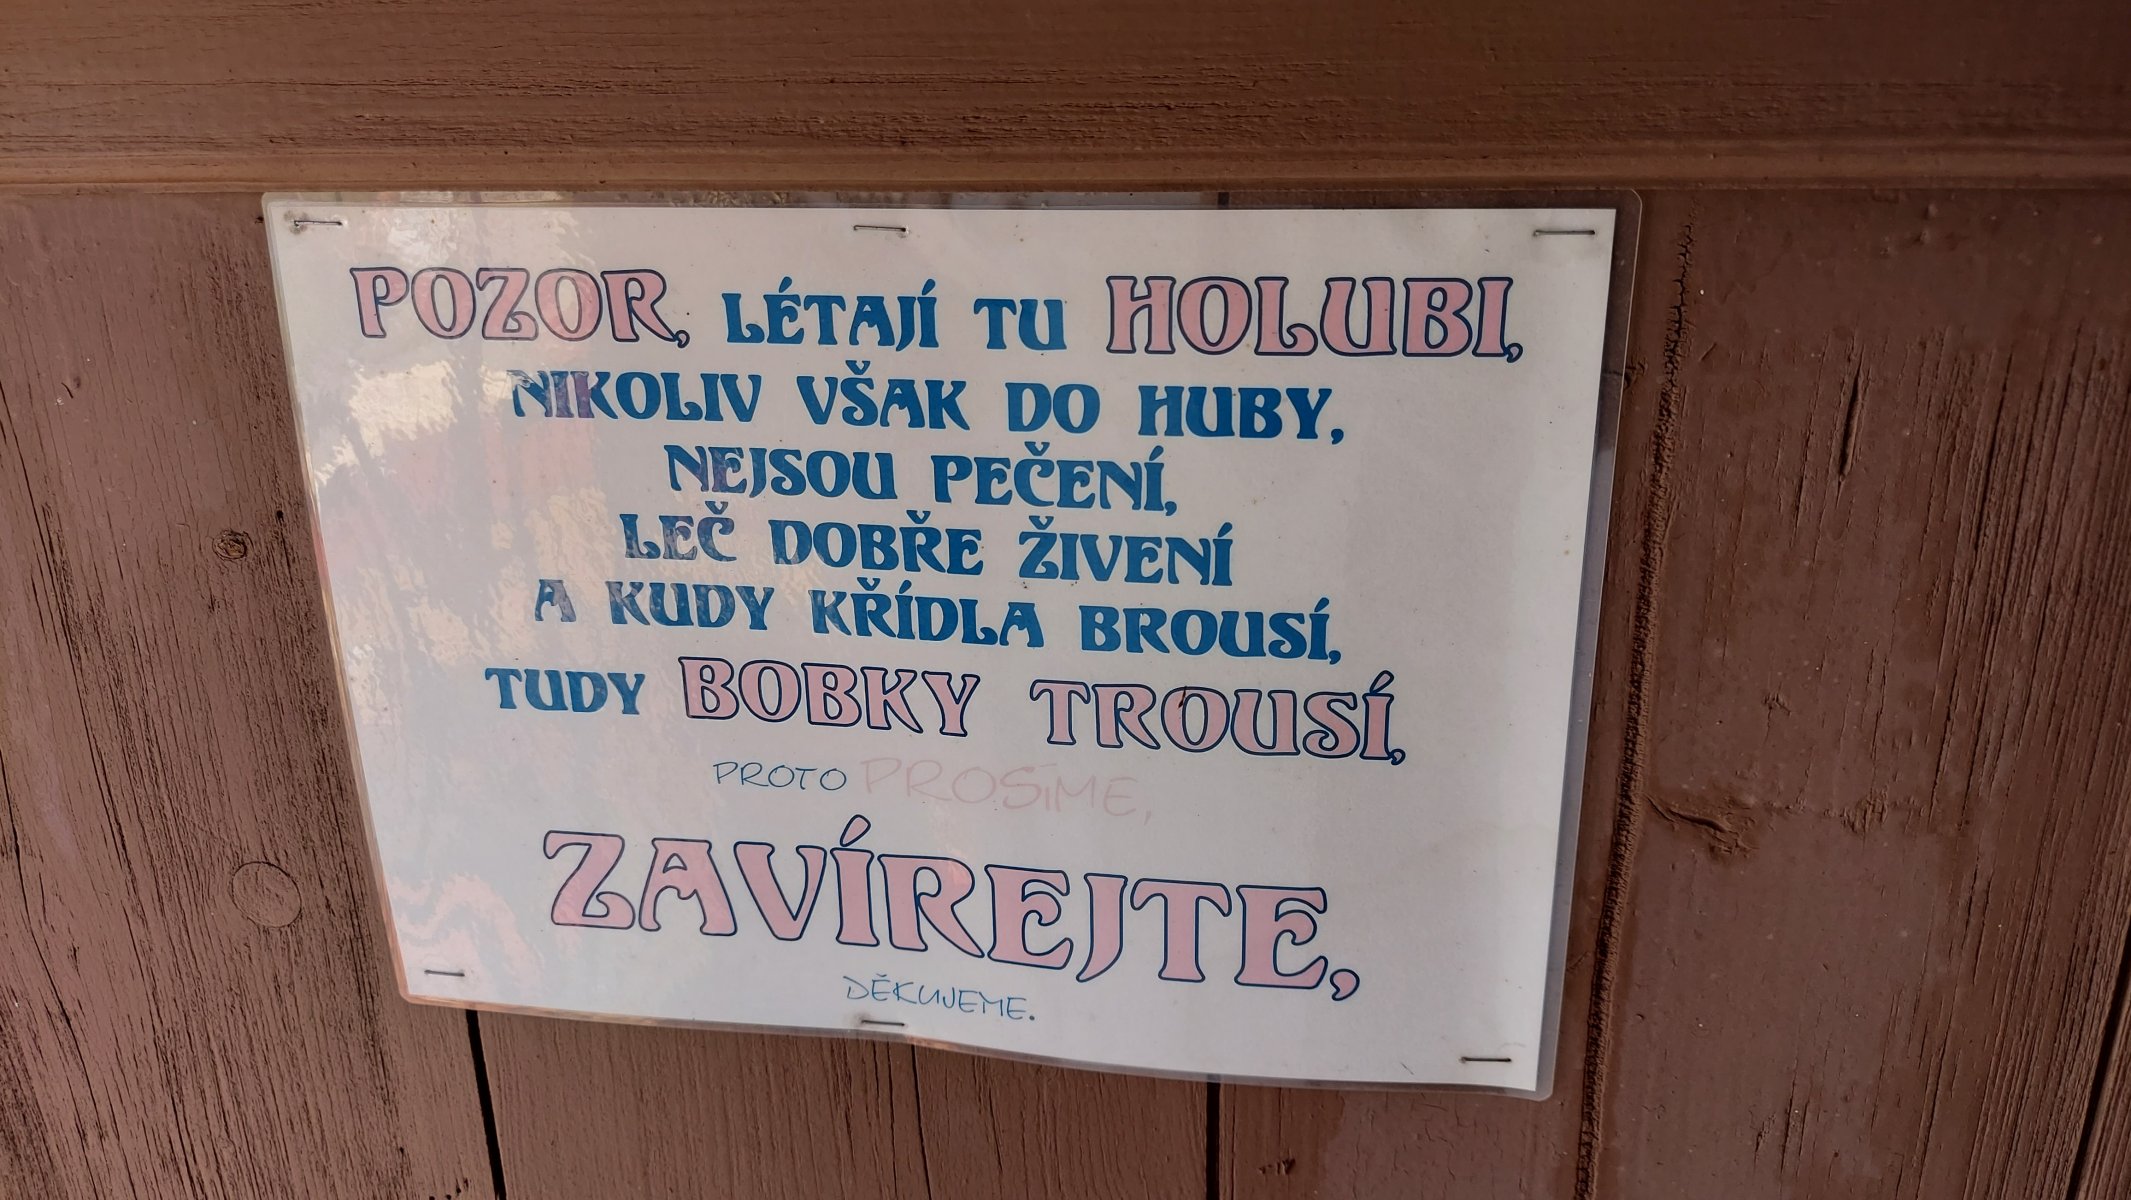 POZOR, LÉTAJÍ TU HOLUBI,
NIKOLIV VŠAK DO HUBY,
NEJSOU PEČENÍ,
LEČ DOBŘE ŽIVENÍ
A KUDY KŘÍDLA BROUSÍ,
TUDY BOBKY TROUSÍ,
PROTO PROSÍME,
ZAVÍREJTE,
DĚKUJEME.